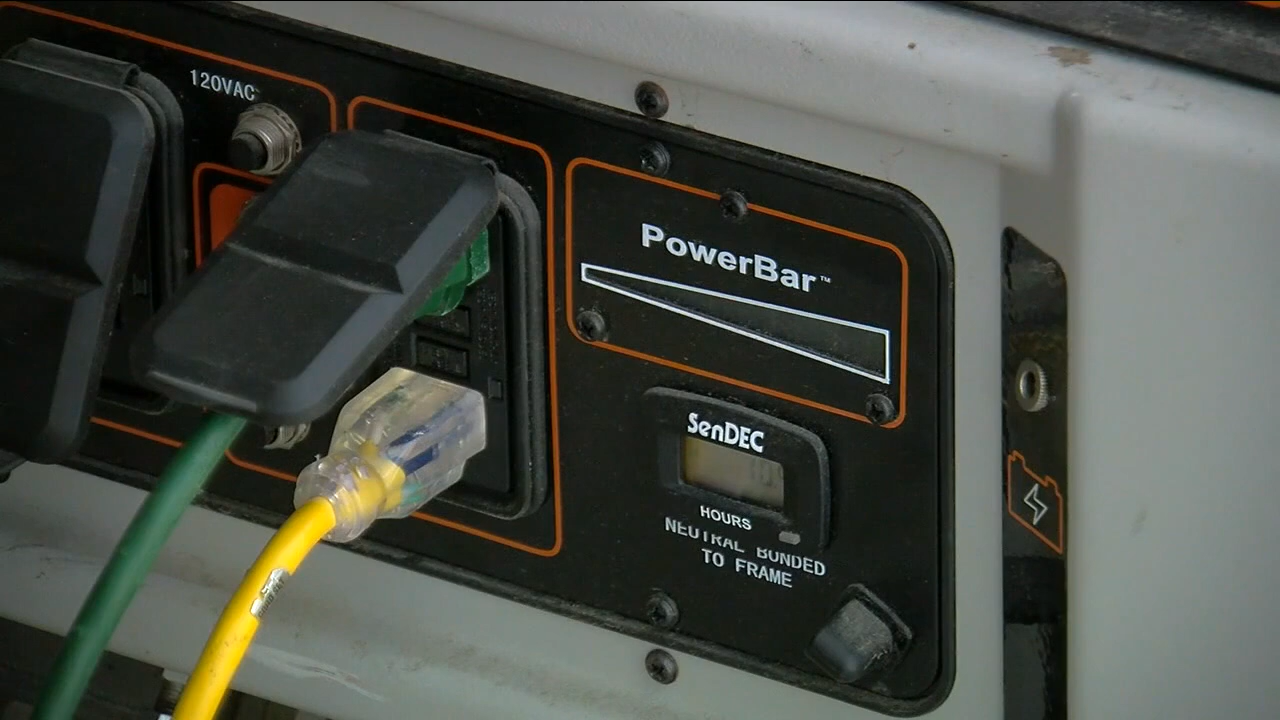 120VAC
PowerBar™
SenDEC
HOURS
NEUTRAL BONDED
TO FRAME